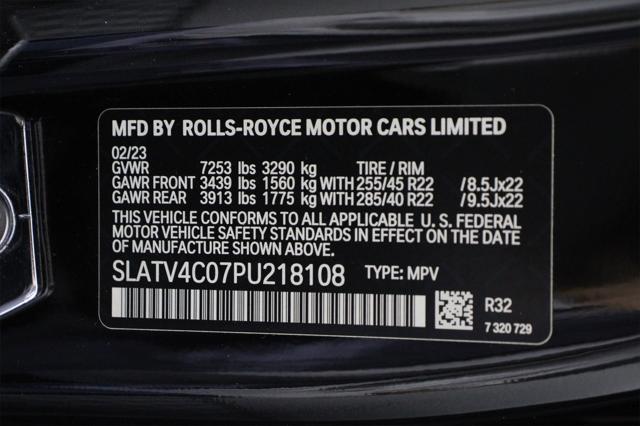 MFD BY ROLLS-ROYCE MOTOR CARS LIMITED
02/23
GVWR 7253 lbs 3290 kg TIRE / RIM
GAWR FRONT 3439 lbs 1560 kg WITH 255/45 R22 /8.5Jx22
GAWR REAR 3913 lbs 1775 kg WITH 285/40 R22 /9.5Jx22
THIS VEHICLE CONFORMS TO ALL APPLICABLE U. S. FEDERAL
MOTOR VEHICLE SAFETY STANDARDS IN EFFECT ON THE DATE
OF MANUFACTURE SHOWN ABOVE.
SLATV4C07PU218108 TYPE: MPV
R32
7 320 729